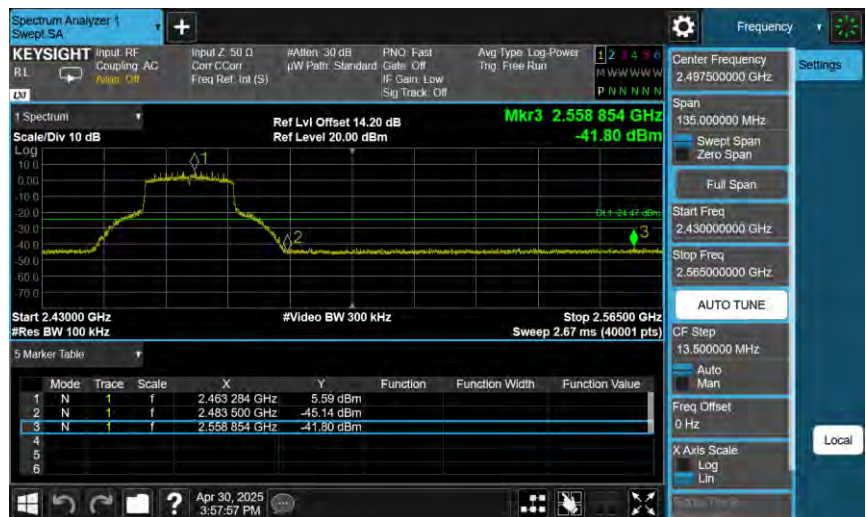 Spectrum Analyzer 1
Swept SA
+
Frequency
KEYSIGHT
RL
LXI
Input: RF
Coupling: AC
Align: Off
Input Z: 50 Ω
Corr CCorr
Freq Ref: Int (S)
#Atten: 30 dB
µW Path: Standard
PNO: Fast
Gate: Off
IF Gain: Low
Sig Track: Off
Avg Type: Log-Power
Trig: Free Run
1 2 3 4 5 6
M W W W W W
P N N N N N
1 Spectrum
Scale/Div 10 dB
Ref Lvl Offset 14.20 dB
Ref Level 20.00 dBm
Mkr3 2.558 854 GHz
-41.80 dBm
Log
10.0
0.00
-10.0
-20.0
-30.0
-40.0
-50.0
-60.0
-70.0
1
2
3
DL1 -24.47 dBm
Start 2.43000 GHz
#Res BW 100 kHz
#Video BW 300 kHz
Stop 2.56500 GHz
Sweep 2.67 ms (40001 pts)
5 Marker Table
Mode Trace Scale X Y Function Function Width Function Value
1 N 1 f 2.463 284 GHz 5.59 dBm
2 N 1 f 2.483 500 GHz -45.14 dBm
3 N 1 f 2.558 854 GHz -41.80 dBm
4
5
6
?
Apr 30, 2025
3:57:57 PM
Center Frequency
2.497500000 GHz
Settings
Span
135.000000 MHz
Swept Span
Zero Span
Full Span
Start Freq
2.430000000 GHz
Stop Freq
2.565000000 GHz
AUTO TUNE
CF Step
13.500000 MHz
Auto
Man
Freq Offset
0 Hz
X Axis Scale
Log
Lin
Local